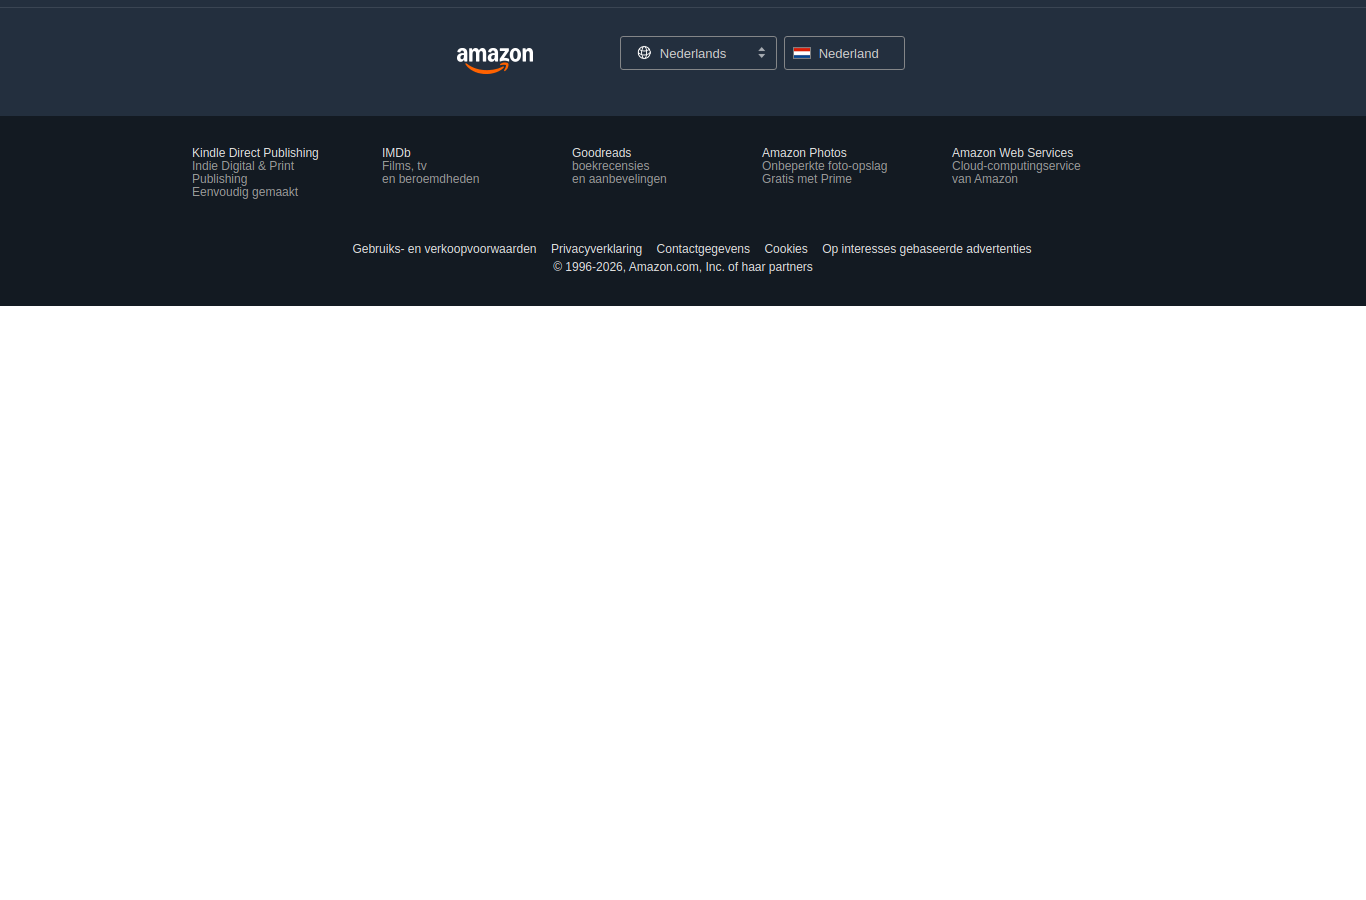 amazon
Nederlands
Nederland
Kindle Direct Publishing
Indie Digital & Print
Publishing
Eenvoudig gemaakt
IMDb
Films, tv
en beroemdheden
Goodreads
boekrecensies
en aanbevelingen
Amazon Photos
Onbeperkte foto-opslag
Gratis met Prime
Amazon Web Services
Cloud-computingservice
van Amazon
Gebruiks- en verkoopvoorwaarden Privacyverklaring Contactgegevens Cookies Op interesses gebaseerde advertenties
© 1996-2026, Amazon.com, Inc. of haar partners